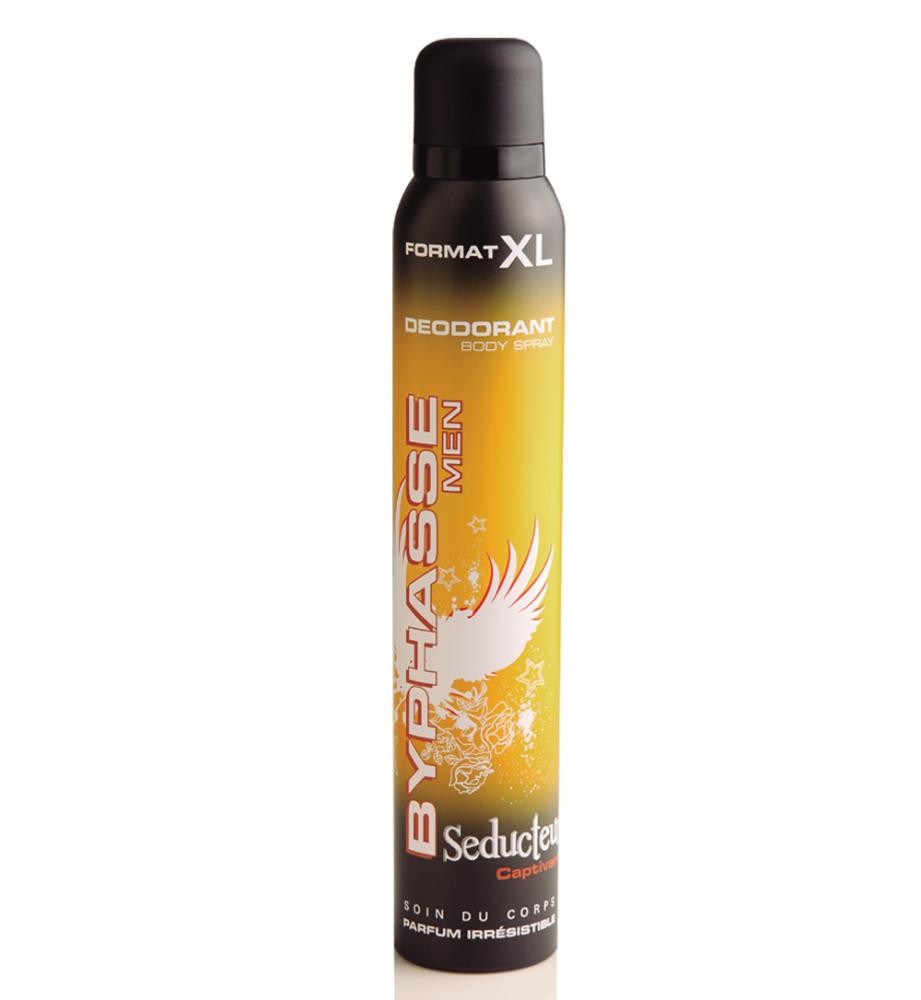 FORMAT XL
DEODORANT
BODY SPRAY
BYPHASSE
MEN
SOIN DU CORPS
PARFUM IRRÉSISTIBLE